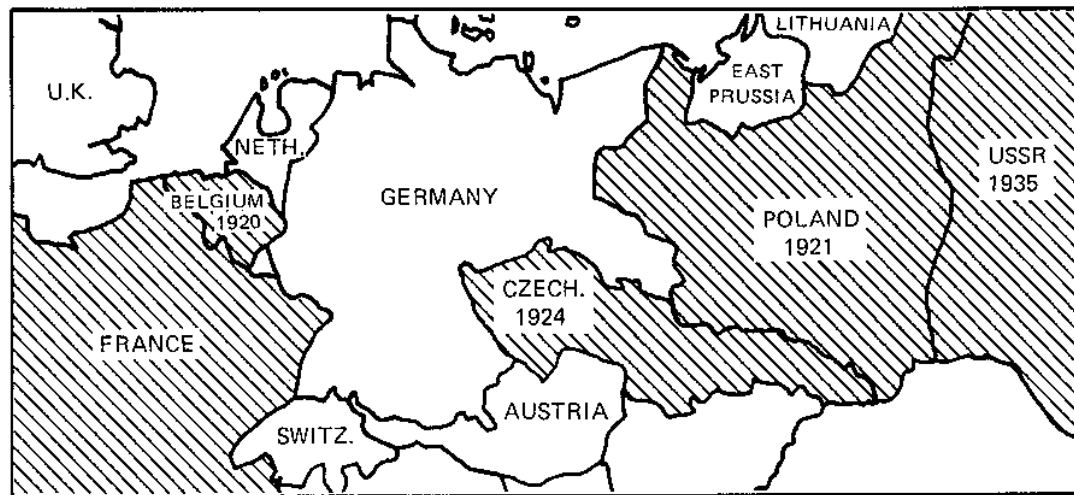 LITHUANIA
U.K.
EAST
PRUSSIA
NETH.
USSR
1935
BELGIUM
1920
GERMANY
POLAND
1921
CZECH.
1924
FRANCE
AUSTRIA
SWITZ.